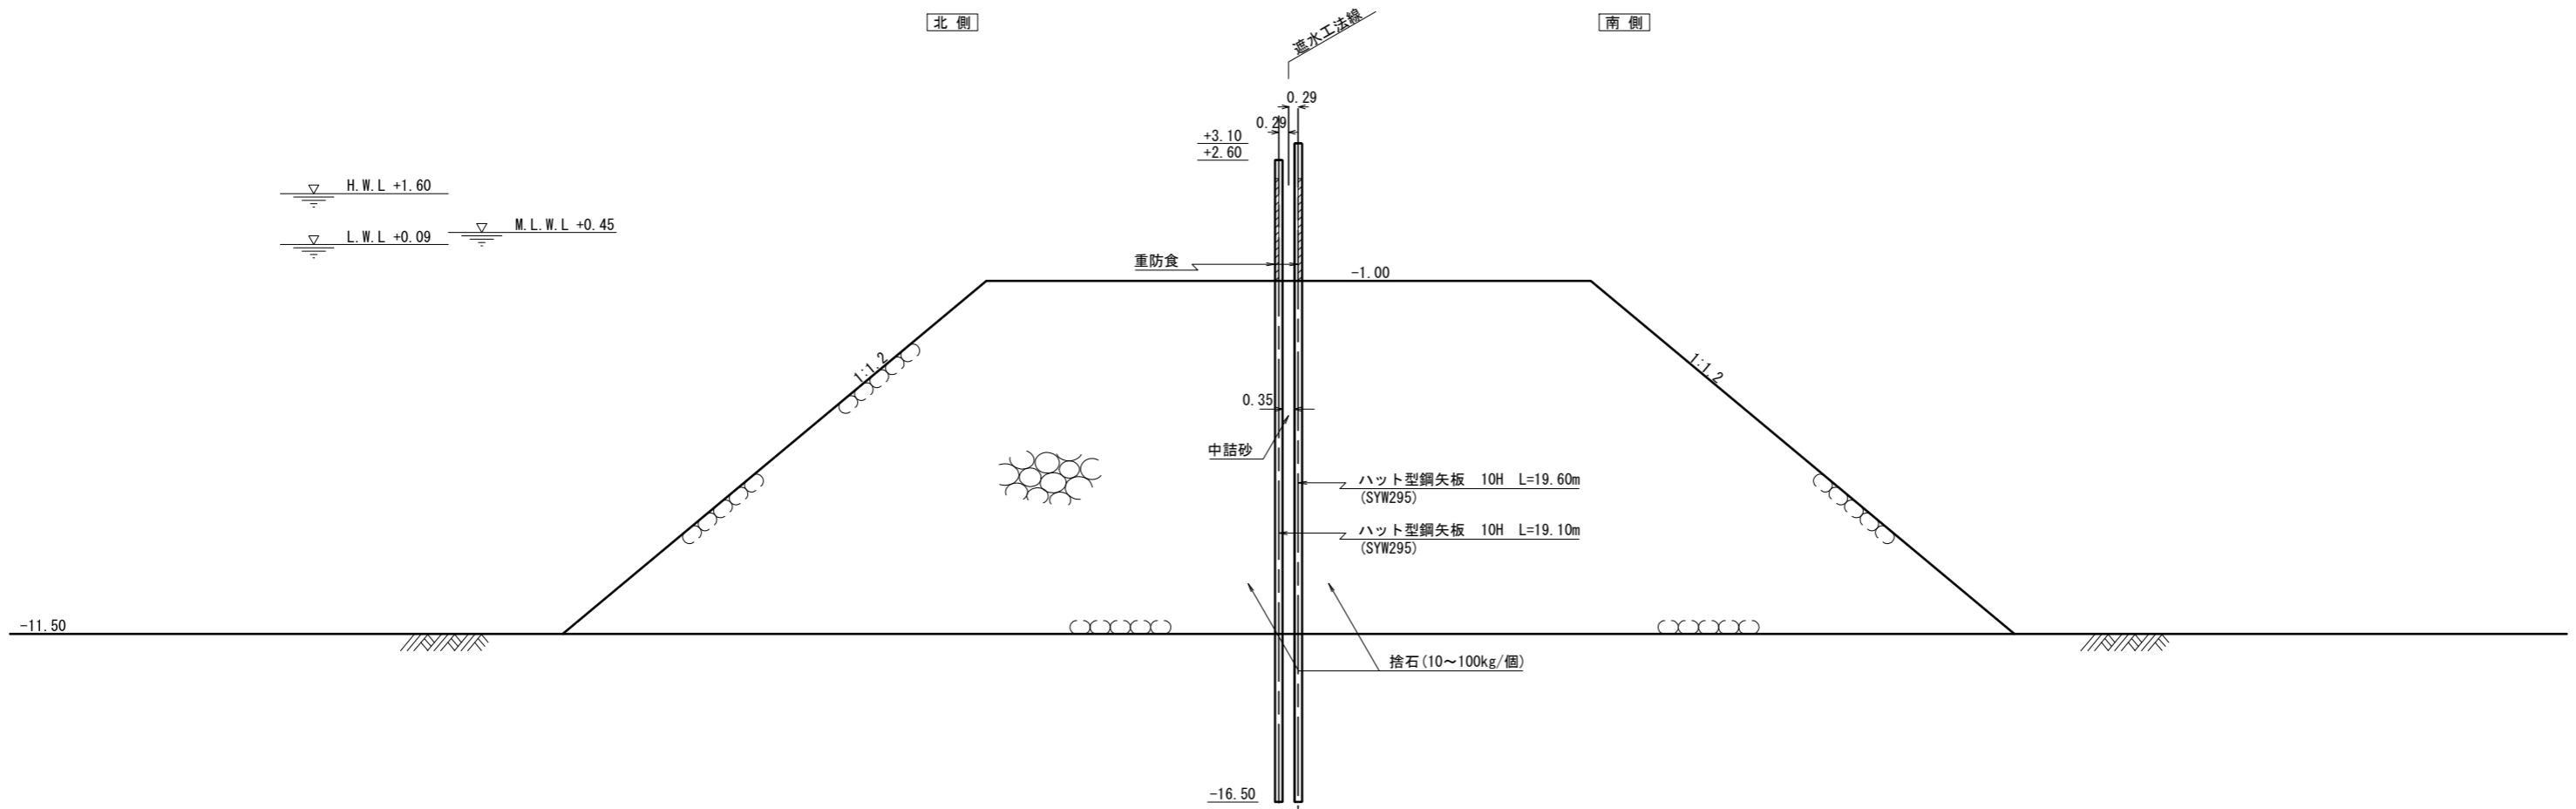 北側
南側
遮水工法線
0.29
0.29
+3.10
+2.60
H.W.L +1.60
M.L.W.L +0.45
L.W.L +0.09
重防食
-1.00
1:1.2
1:1.2
0.35
中詰砂
ハット型鋼矢板 10H L=19.60m
(SYW295)
ハット型鋼矢板 10H L=19.10m
(SYW295)
-11.50
捨石(10～100kg/個)
-16.50